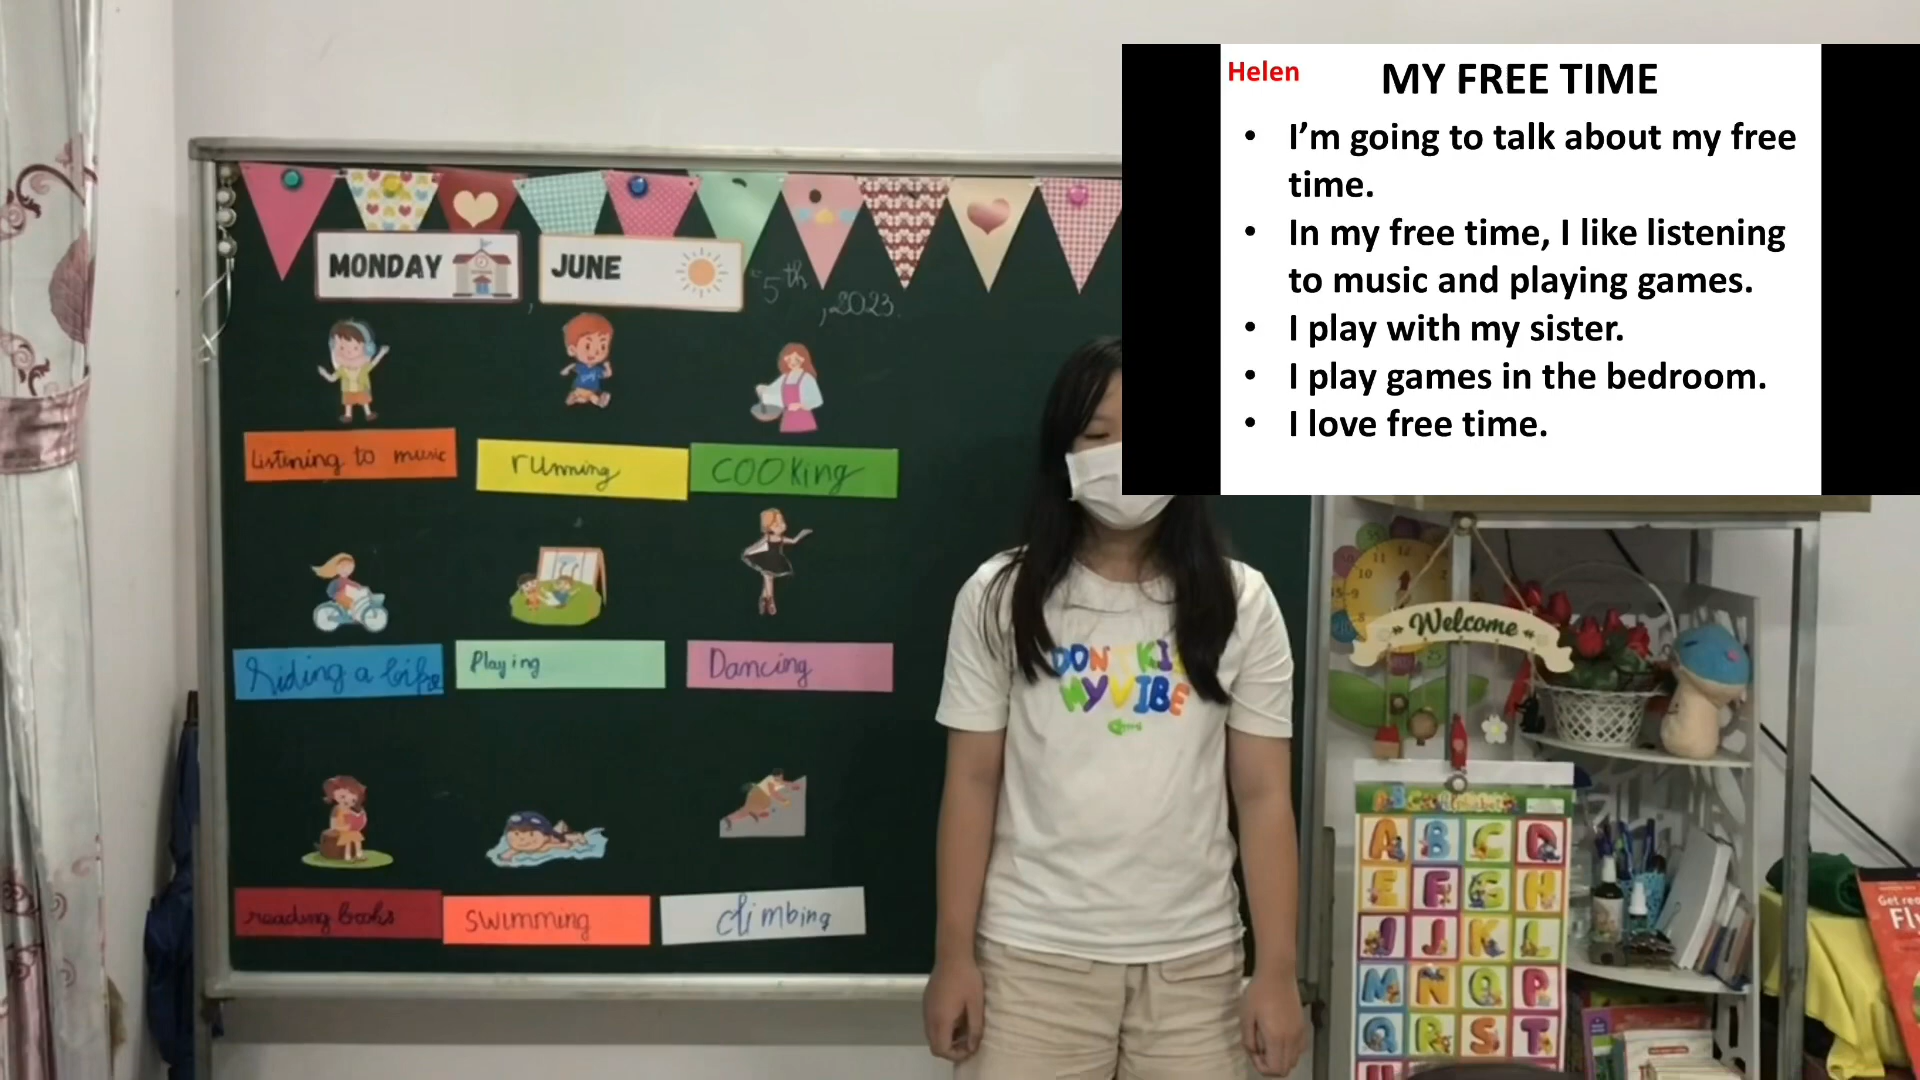 Helen
MY FREE TIME
• I’m going to talk about my free
time.
• In my free time, I like listening
to music and playing games.
• I play with my sister.
• I play games in the bedroom.
• I love free time.
MONDAY
JUNE
5th
, 2023.
Listening to music
running
cooking
Riding a bike
Playing
Dancing
reading books
swimming
climbing
MY VIBE
Welcome
A B C D
E F G H
I J K L
M N O P
Q R S T